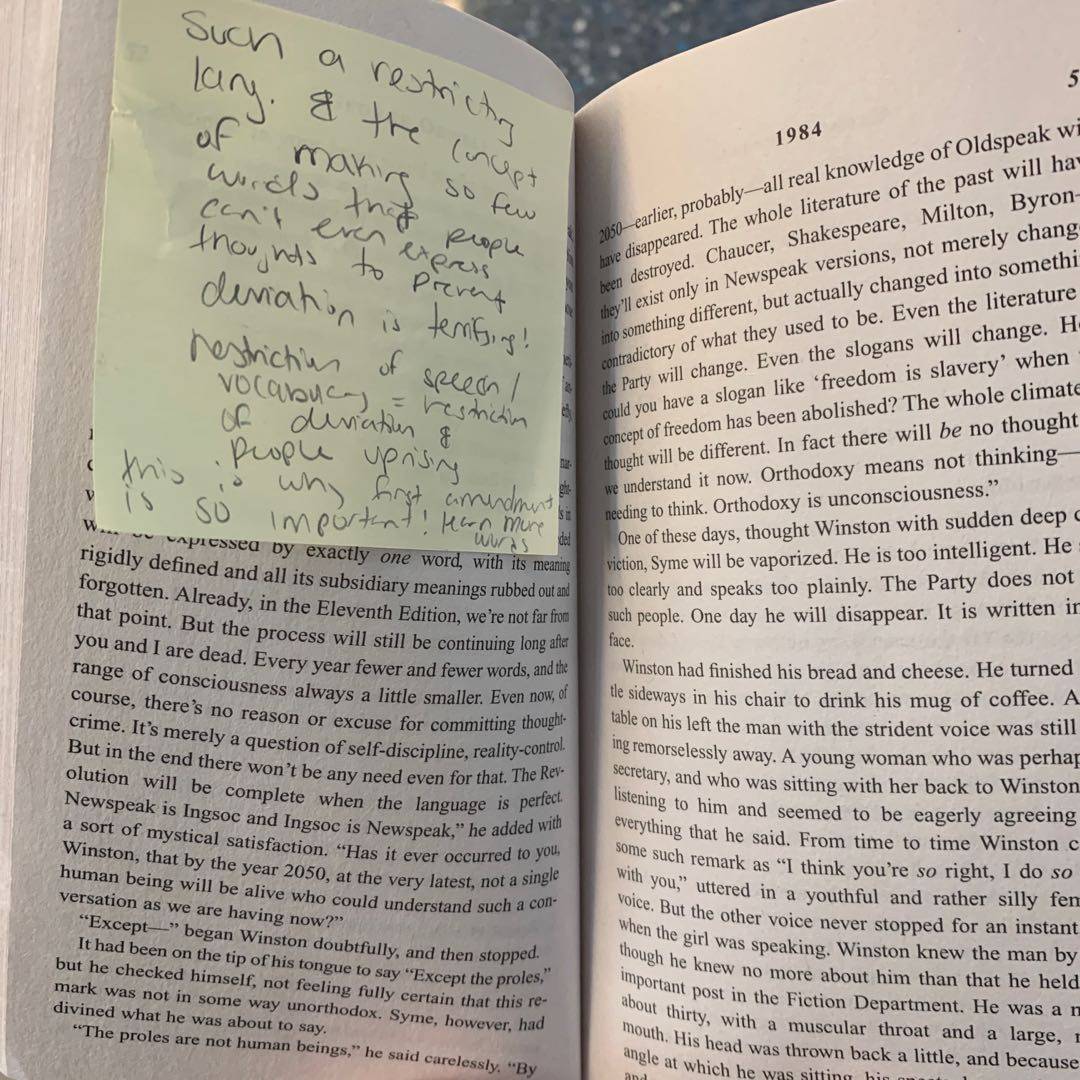 Such a restricting
lang. & the concept
of making so few
words that people
can't even express
thoughts to prevent
deviation is terrifying!
restriction of speech/
vocabulary = restriction
of deviation &
people uprising
this is why first amendment
is so important! learn more
words
expressed by exactly one word, with its meaning
rigidly defined and all its subsidiary meanings rubbed out and
forgotten. Already, in the Eleventh Edition, we're not far from
that point. But the process will still be continuing long after
you and I are dead. Every year fewer and fewer words, and the
range of consciousness always a little smaller. Even now, of
course, there's no reason or excuse for committing thought-
crime. It's merely a question of self-discipline, reality-control.
But in the end there won't be any need even for that. The Rev-
olution will be complete when the language is perfect.
Newspeak is Ingsoc and Ingsoc is Newspeak," he added with
a sort of mystical satisfaction. "Has it ever occurred to you,
Winston, that by the year 2050, at the very latest, not a single
human being will be alive who could understand such a con-
versation as we are having now?"
"Except—" began Winston doubtfully, and then stopped.
It had been on the tip of his tongue to say "Except the proles,"
but he checked himself, not feeling fully certain that this re-
mark was not in some way unorthodox. Syme, however, had
divined what he was about to say.
"The proles are not human beings," he said carelessly. "By
1984
5
2050—earlier, probably—all real knowledge of Oldspeak wi
have disappeared. The whole literature of the past will hav
been destroyed. Chaucer, Shakespeare, Milton, Byron—
they'll exist only in Newspeak versions, not merely change
into something different, but actually changed into somethi
contradictory of what they used to be. Even the literature
the Party will change. Even the slogans will change. H
could you have a slogan like 'freedom is slavery' when
concept of freedom has been abolished? The whole climate
thought will be different. In fact there will be no thought
we understand it now. Orthodoxy means not thinking—
needing to think. Orthodoxy is unconsciousness."
One of these days, thought Winston with sudden deep c
viction, Syme will be vaporized. He is too intelligent. He
too clearly and speaks too plainly. The Party does not
such people. One day he will disappear. It is written in
face.
Winston had finished his bread and cheese. He turned
tle sideways in his chair to drink his mug of coffee. A
table on his left the man with the strident voice was still
ing remorselessly away. A young woman who was perhap
secretary, and who was sitting with her back to Winston
listening to him and seemed to be eagerly agreeing
everything that he said. From time to time Winston c
some such remark as "I think you're so right, I do so
with you," uttered in a youthful and rather silly fem
voice. But the other voice never stopped for an instant
when the girl was speaking. Winston knew the man by
though he knew no more about him than that he held
important post in the Fiction Department. He was a m
about thirty, with a muscular throat and a large,
mouth. His head was thrown back a little, and because
angle at which he was sitting, his
and